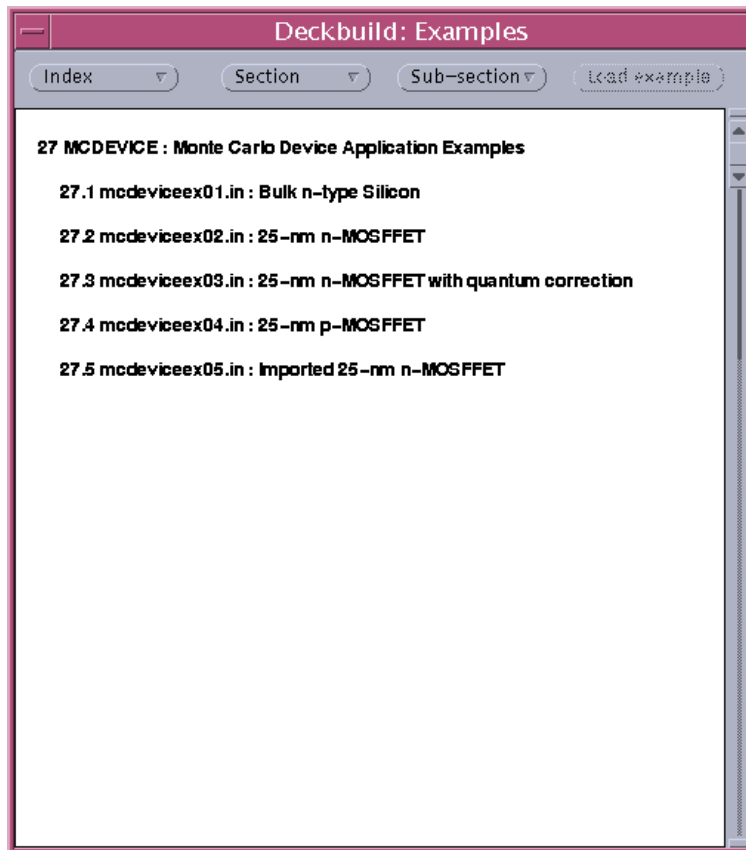 Deckbuild: Examples
Index Section Sub-section Load example
27 MCDEVICE : Monte Carlo Device Application Examples
27.1 mcdeviceex01.in : Bulk n-type Silicon
27.2 mcdeviceex02.in : 25-nm n-MOSFFET
27.3 mcdeviceex03.in : 25-nm n-MOSFFET with quantum correction
27.4 mcdeviceex04.in : 25-nm p-MOSFFET
27.5 mcdeviceex05.in : Imported 25-nm n-MOSFFET